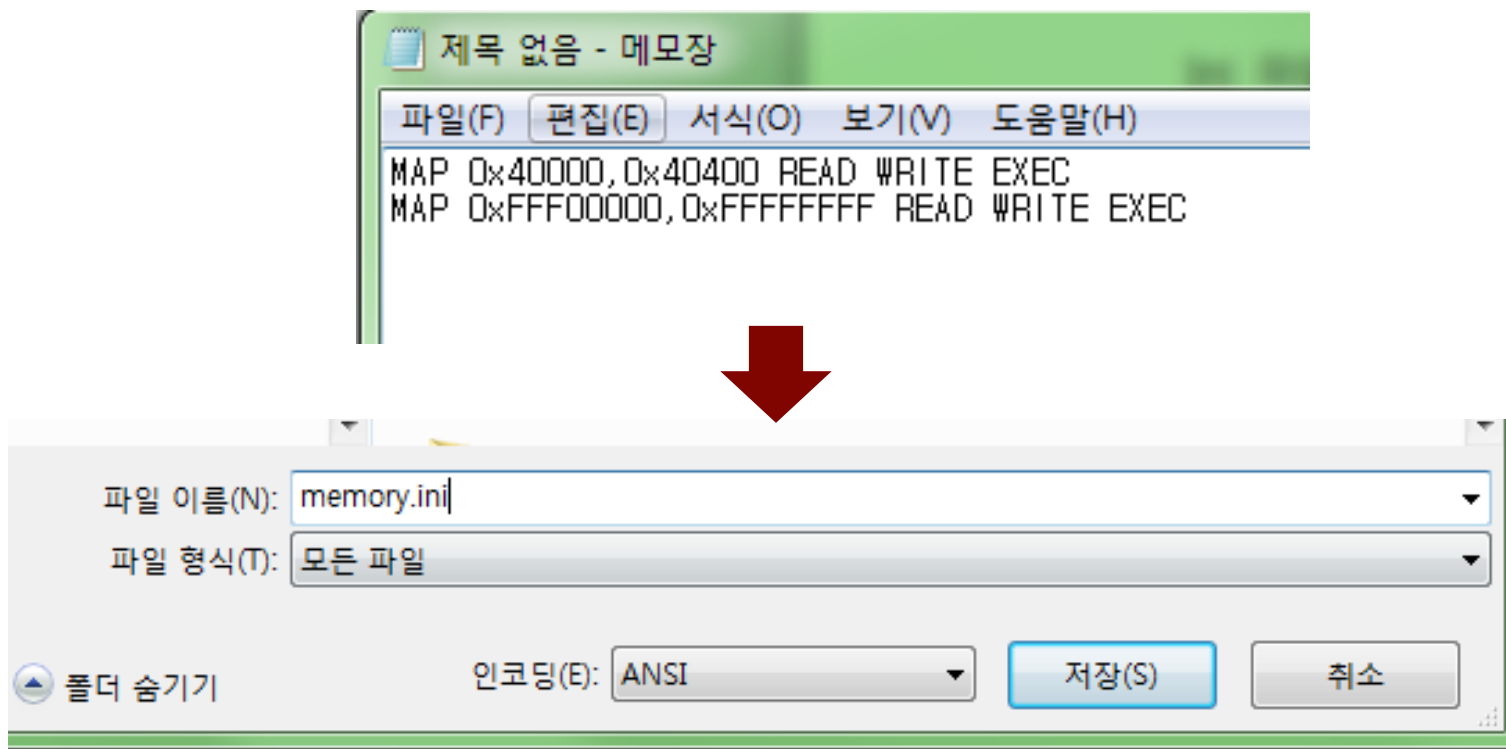 제목 없음 - 메모장
파일(F) 편집(E) 서식(O) 보기(V) 도움말(H)
MAP 0x40000,0x40400 READ WRITE EXEC
MAP 0xFFF00000,0xFFFFFFFF READ WRITE EXEC
파일 이름(N): memory.ini
파일 형식(T): 모든 파일
폴더 숨기기 인코딩(E): ANSI 저장(S) 취소